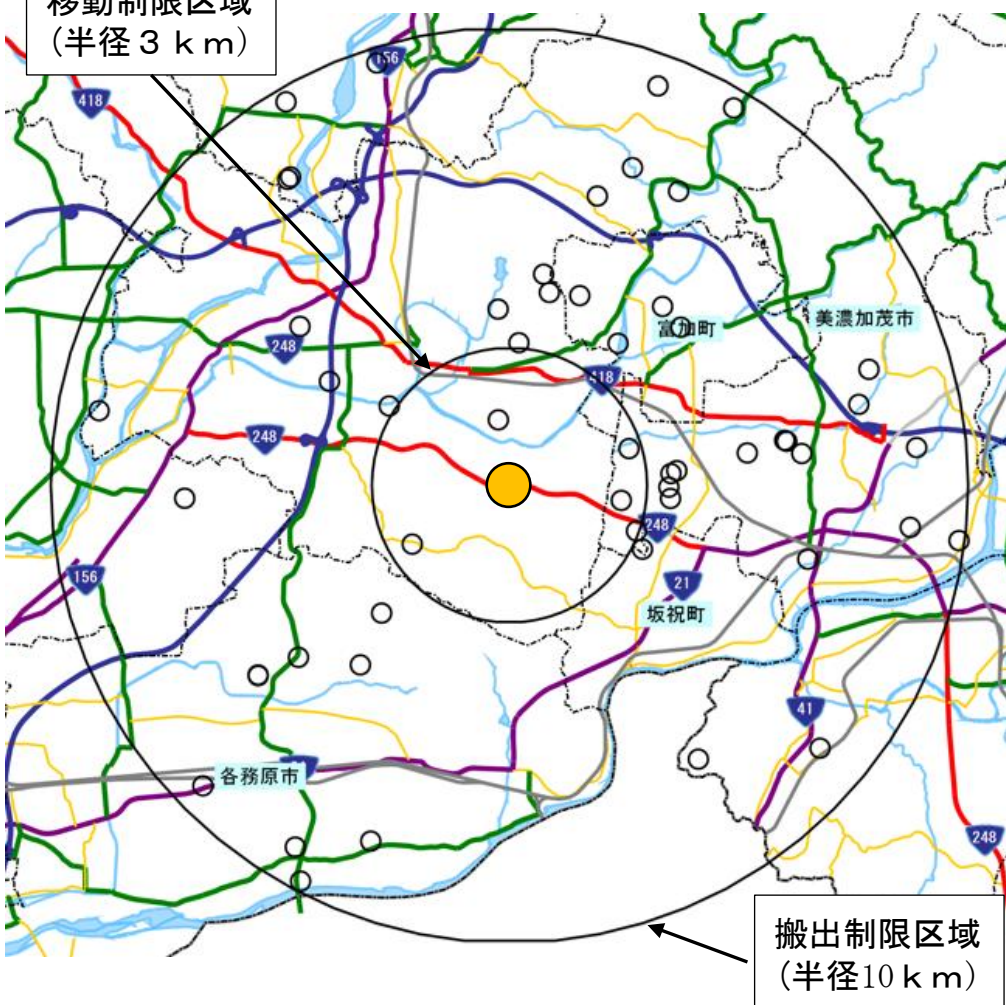 移動制限区域
（半径３ｋｍ）
156
418
富加町
美濃加茂市
248
418
248
248
156
21
坂祝町
41
各務原市
248
搬出制限区域
（半径10ｋｍ）